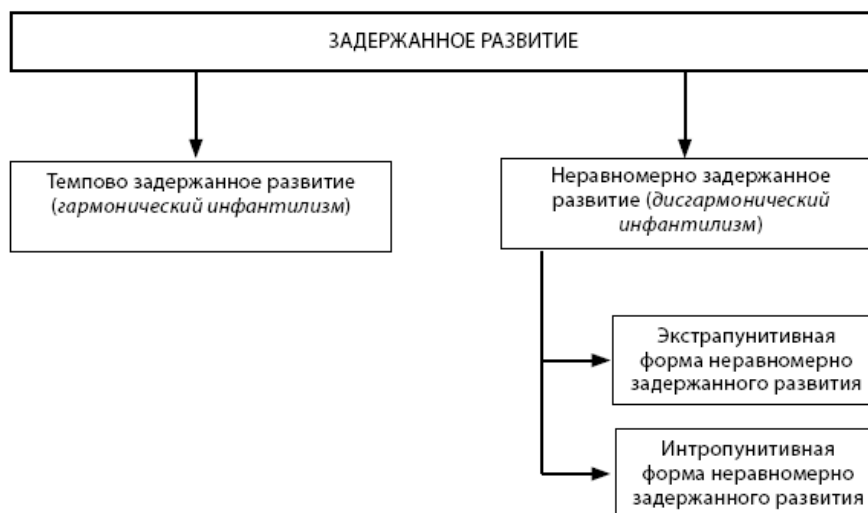 ЗАДЕРЖАННОЕ РАЗВИТИЕ
Темпово задержанное развитие
(гармонический инфантилизм)
Неравномерно задержанное
развитие (дисгармонический
инфантилизм)
Экстрапунитивная
форма неравномерно
задержанного развития
Интропунитивная
форма неравномерно
задержанного развития